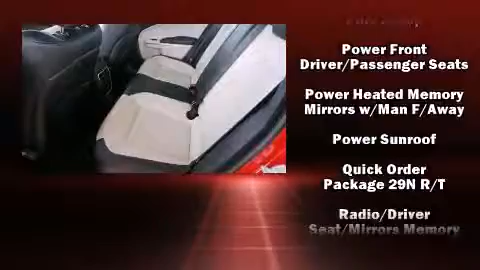 Power Front
Driver/Passenger Seats
Power Heated Memory
Mirrors w/Man F/Away
Power Sunroof
Quick Order
Package 29N R/T
Radio/Driver
Seat/Mirrors Memory